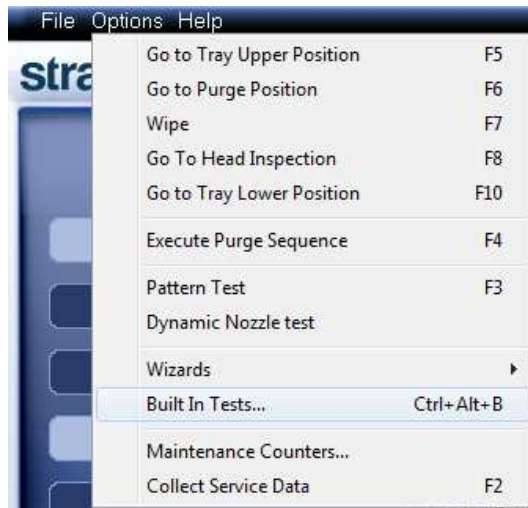 File Options Help
stra
Go to Tray Upper Position F5
Go to Purge Position F6
Wipe F7
Go To Head Inspection F8
Go to Tray Lower Position F10
Execute Purge Sequence F4
Pattern Test F3
Dynamic Nozzle test
Wizards
Built In Tests... Ctrl+Alt+B
Maintenance Counters...
Collect Service Data F2